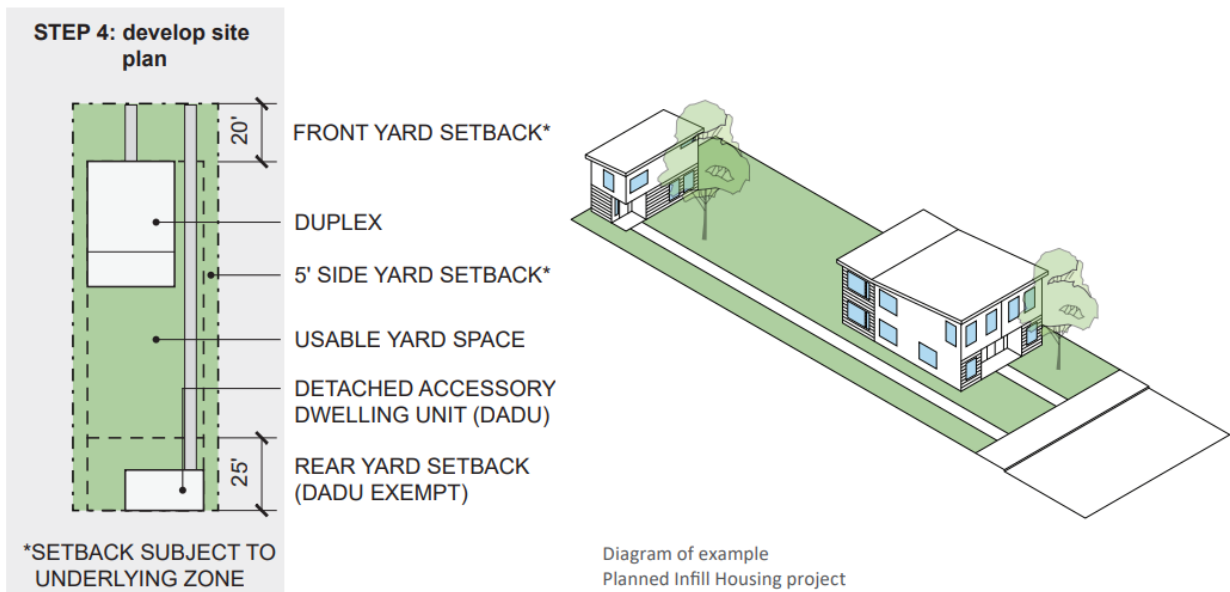 STEP 4: develop site
plan
20'
FRONT YARD SETBACK*
DUPLEX
5' SIDE YARD SETBACK*
USABLE YARD SPACE
DETACHED ACCESSORY
DWELLING UNIT (DADU)
25'
REAR YARD SETBACK
(DADU EXEMPT)
*SETBACK SUBJECT TO
UNDERLYING ZONE
Diagram of example
Planned Infill Housing project